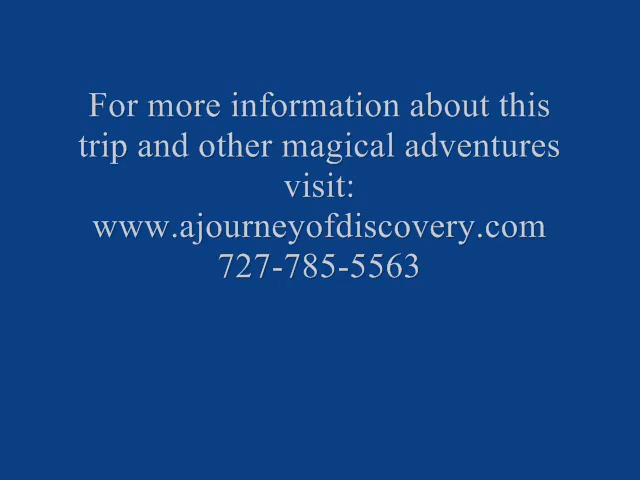 For more information about this
trip and other magical adventures
visit:
www.ajourneyofdiscovery.com
727-785-5563